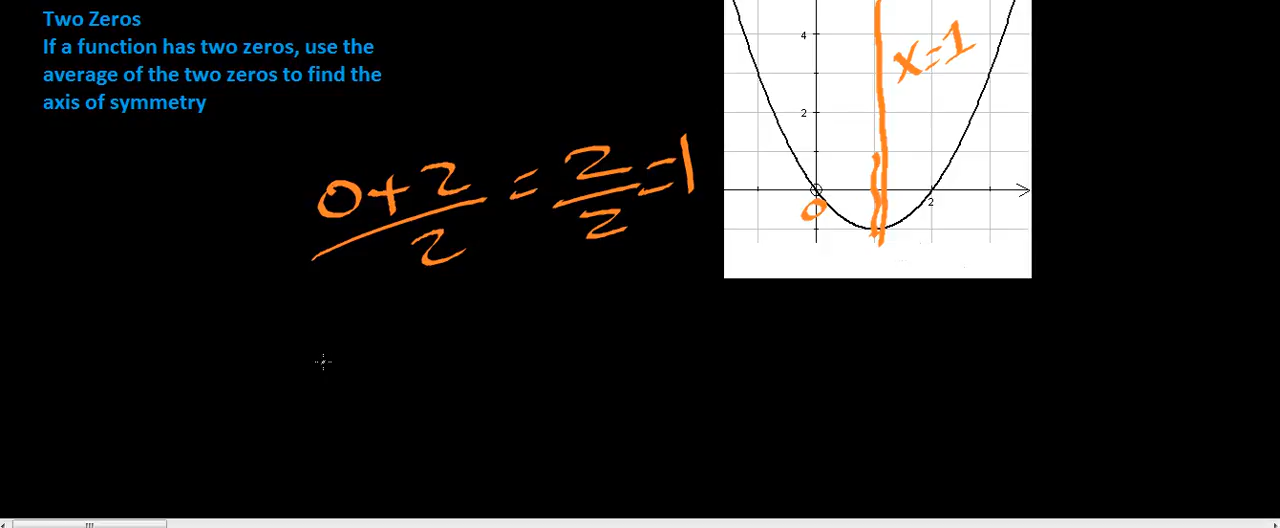 Two Zeros
If a function has two zeros, use the
average of the two zeros to find the
axis of symmetry
0+2/2 = 2/2 = 1
x=1
4
2
0
2